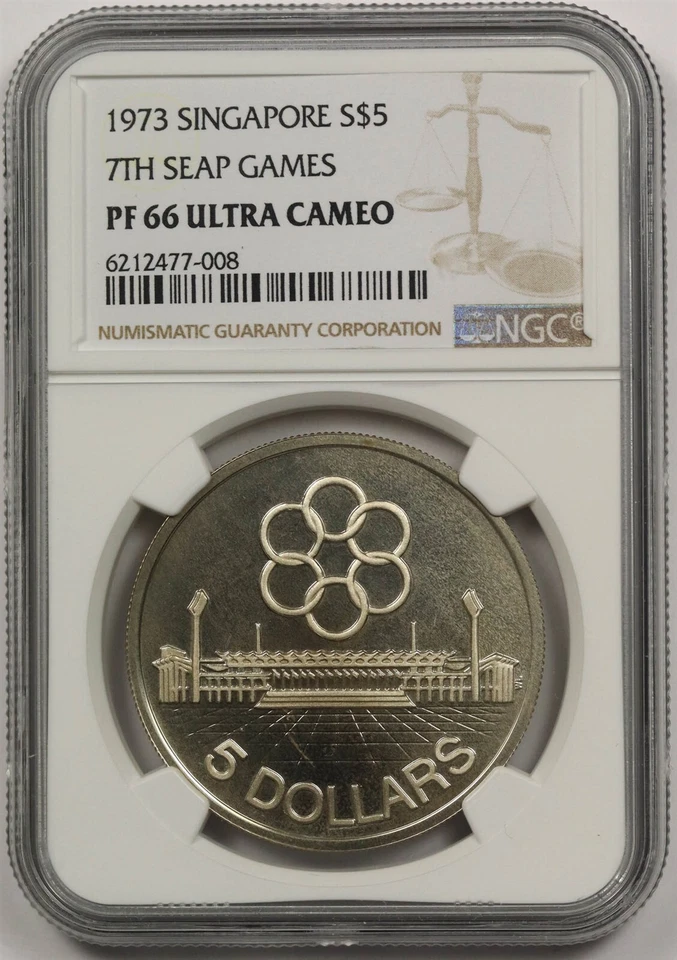 1973 SINGAPORE S$5
7TH SEAP GAMES
PF 66 ULTRA CAMEO
6212477-008
NUMISMATIC GUARANTY CORPORATION
NGC®
5 DOLLARS